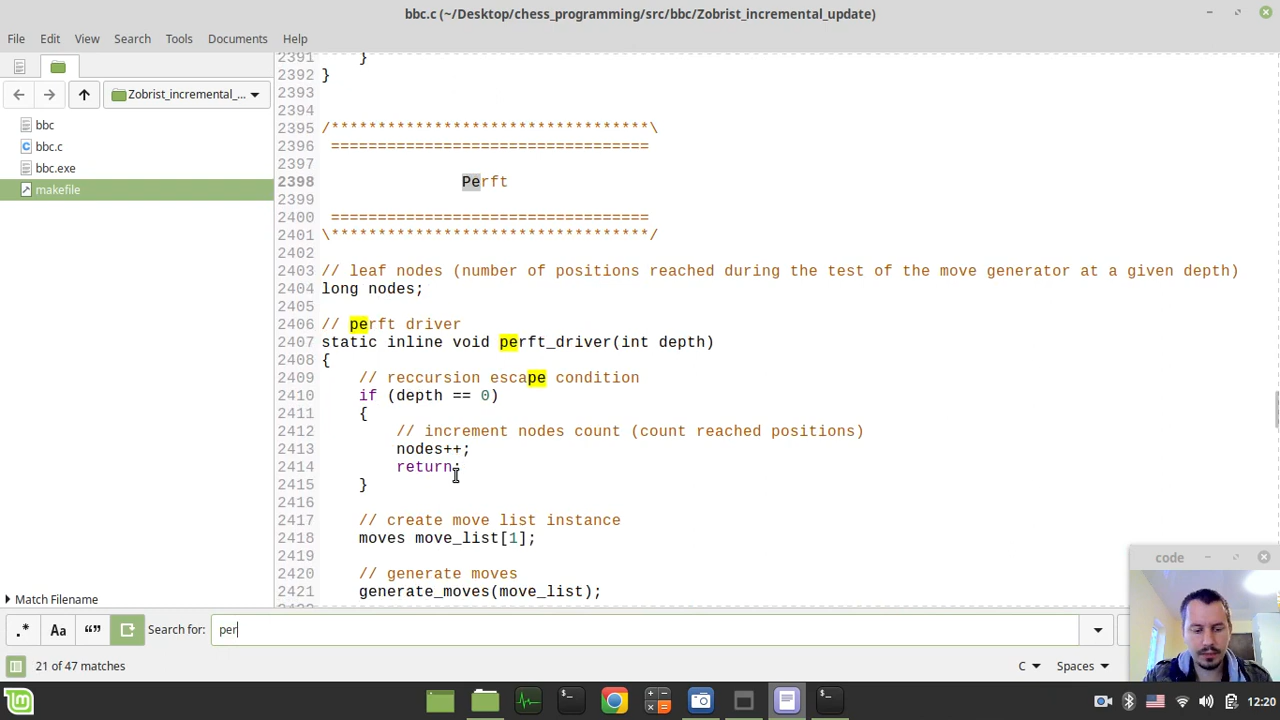 bbc.c (~/Desktop/chess_programming/src/bbc/Zobrist_incremental_update)
File Edit View Search Tools Documents Help
Zobrist_incremental_...
bbc
bbc.c
bbc.exe
makefile
Match Filename
2391     }
2392 }
2393
2394
2395 /**********************************\
2396  ==================================
2397
2398                Perft
2399
2400  ==================================
2401 \**********************************/
2402
2403 // leaf nodes (number of positions reached during the test of the move generator at a given depth)
2404 long nodes;
2405
2406 // perft driver
2407 static inline void perft_driver(int depth)
2408 {
2409     // reccursion escape condition
2410     if (depth == 0)
2411     {
2412         // increment nodes count (count reached positions)
2413         nodes++;
2414         return;
2415     }
2416
2417     // create move list instance
2418     moves move_list[1];
2419
2420     // generate moves
2421     generate_moves(move_list);
code
.* Aa “” Search for: per
21 of 47 matches C Spaces
12:20